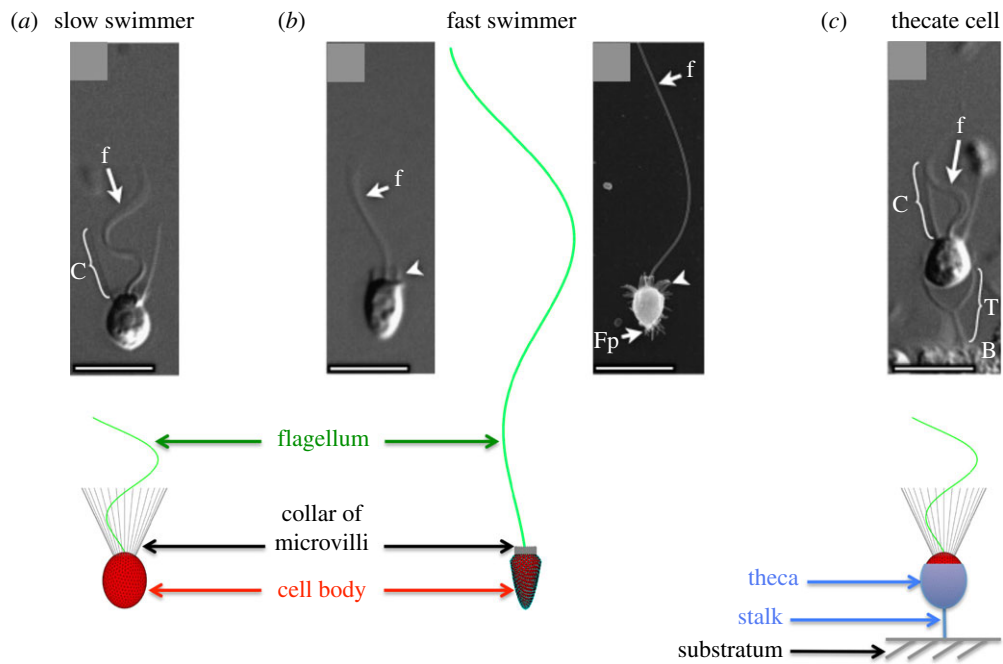 (a) slow swimmer
(b) fast swimmer
(c) thecate cell
f
C
f
f
Fp
f
C
T
B
flagellum
collar of
microvilli
cell body
theca
stalk
substratum